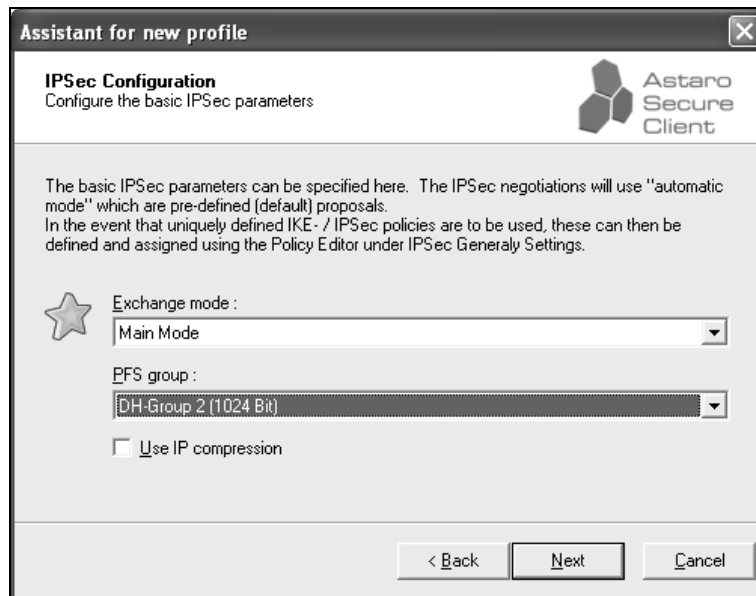 Assistant for new profile
IPSec Configuration
Configure the basic IPSec parameters
Astaro
Secure
Client
The basic IPSec parameters can be specified here. The IPSec negotiations will use "automatic
mode" which are pre-defined (default) proposals.
In the event that uniquely defined IKE- / IPSec policies are to be used, these can then be
defined and assigned using the Policy Editor under IPSec Generaly Settings.
Exchange mode :
Main Mode
PFS group :
DH-Group 2 (1024 Bit)
Use IP compression
< Back
Next
Cancel